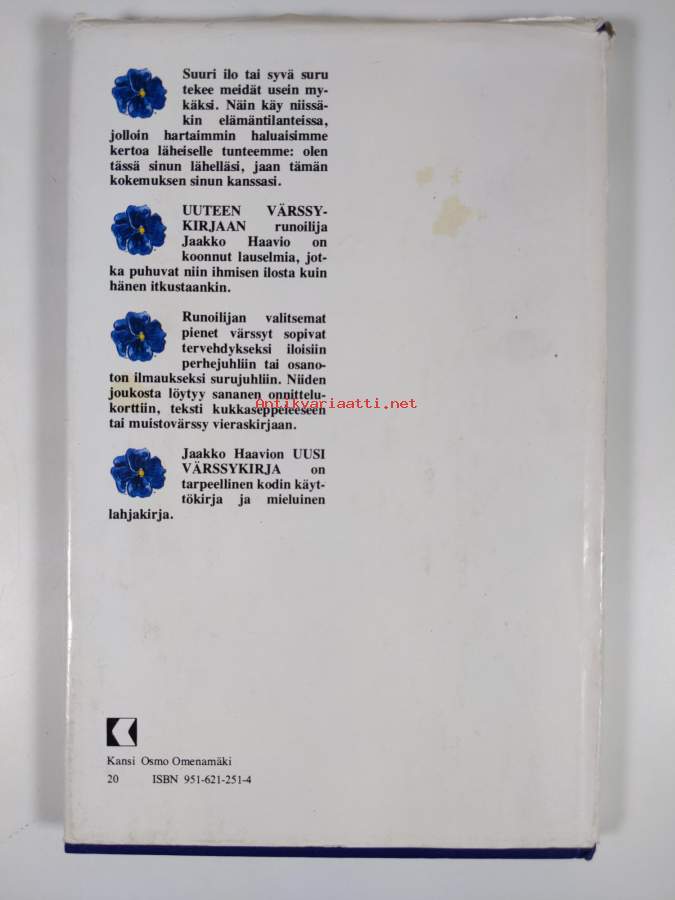 Suuri ilo tai syvä suru
tekee meidät usein my-
käksi. Näin käy niissä-
kin elämäntilanteissa,
jolloin hartaimmin haluaisimme
kertoa läheiselle tunteemme: olen
tässä sinun lähelläsi, jaan tämän
kokemuksen sinun kanssasi.
UUTEEN VÄRSSY-
KIRJAAN runoilija
Jaakko Haavio on
koonnut lauselmia, jot-
ka puhuvat niin ihmisen ilosta kuin
hänen itkustaankin.
Runoilijan valitsemat
pienet värssyt sopivat
tervehdykseksi iloisiin
perhejuhliin tai osano-
ton ilmaukseksi surujuhliin. Niiden
joukosta löytyy sananen onnittelu-
korttiin, teksti kukkaseppeleeseen
tai muistovärssy vieraskirjaan.
Antikvariaatti.net
Jaakko Haavion UUSI
VÄRSSYKIRJA on
tarpeellinen kodin käyt-
tökirja ja mieluinen
lahjakirja.
Kansi Osmo Omenamäki
20 ISBN 951-621-251-4